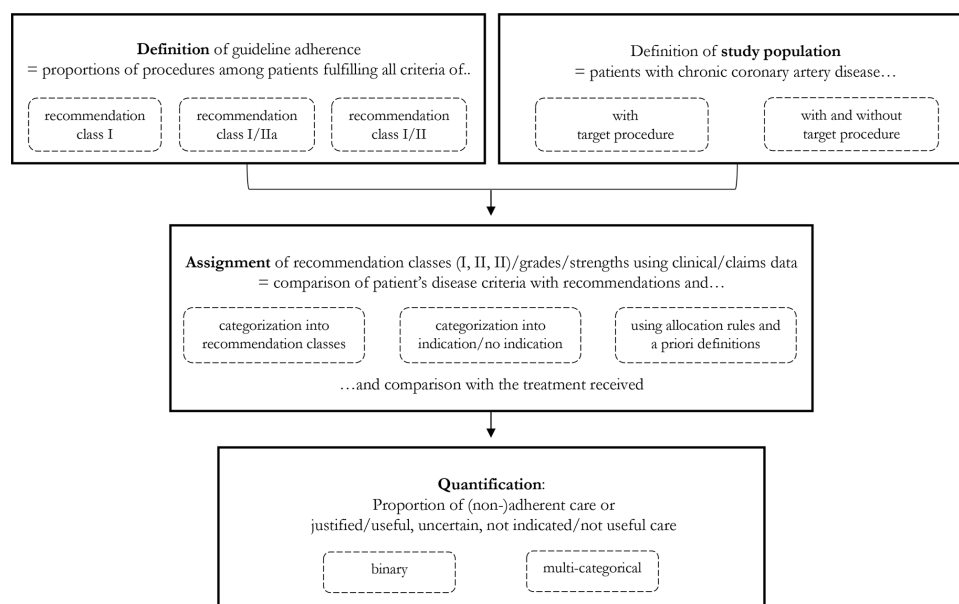 Definition of guideline adherence
= proportions of procedures among patients fulfilling all criteria of..
recommendation
class I
recommendation
class I/IIa
recommendation
class I/II
Definition of study population
= patients with chronic coronary artery disease…
with
target procedure
with and without
target procedure
Assignment of recommendation classes (I, II, II)/grades/strengths using clinical/claims data
= comparison of patient’s disease criteria with recommendations and…
categorization into
recommendation classes
categorization into
indication/no indication
using allocation rules and
a priori definitions
…and comparison with the treatment received
Quantification:
Proportion of (non-)adherent care or
justified/useful, uncertain, not indicated/not useful care
binary
multi-categorical